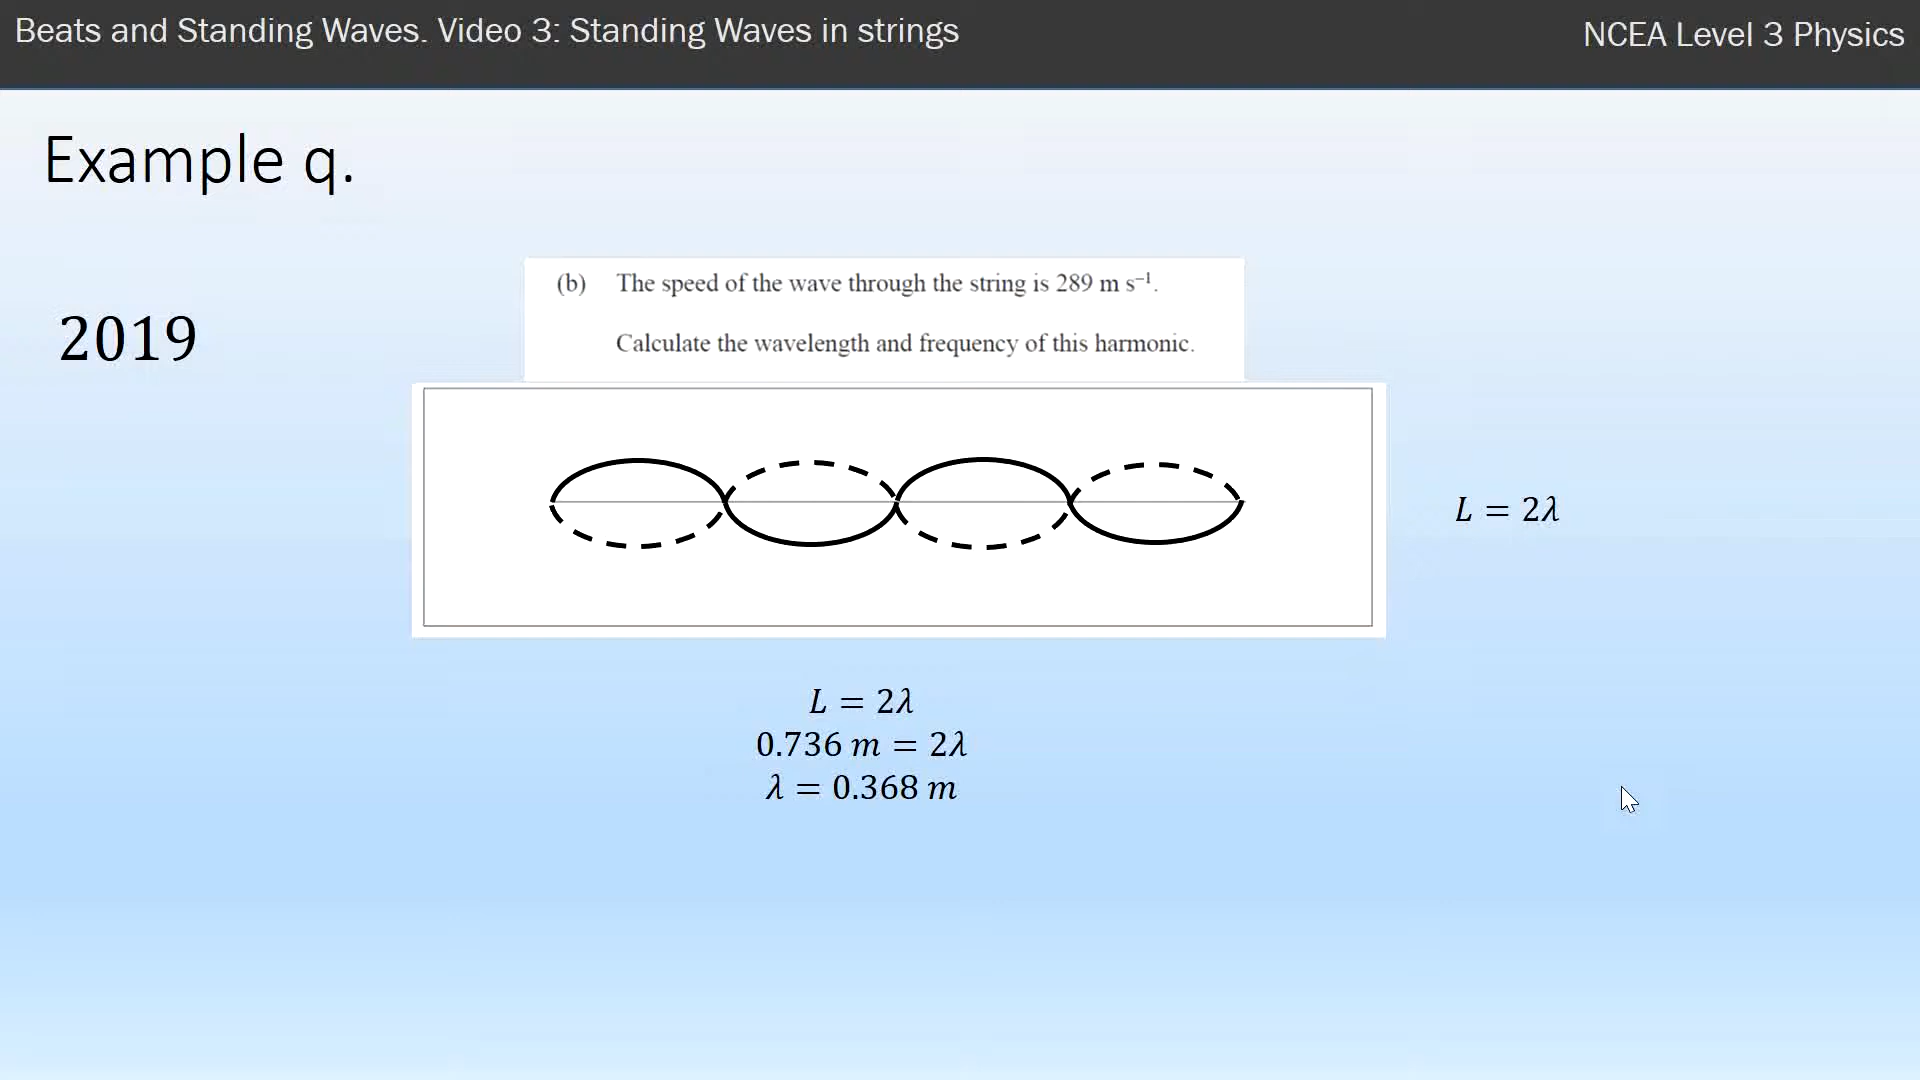 Beats and Standing Waves. Video 3: Standing Waves in strings
NCEA Level 3 Physics
Example q.
2019
(b) The speed of the wave through the string is 289 m s⁻¹.
Calculate the wavelength and frequency of this harmonic.
L = 2λ
L = 2λ
0.736 m = 2λ
λ = 0.368 m